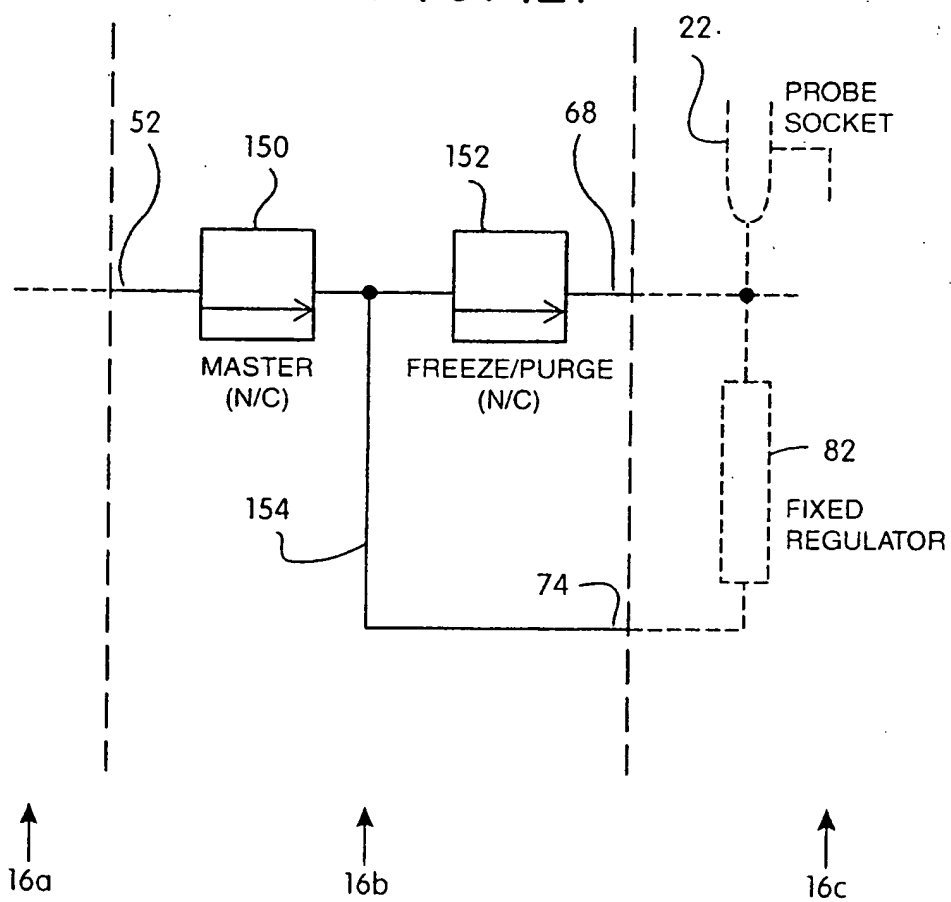 22.
PROBE
SOCKET
52
150
152
68
MASTER
(N/C)
FREEZE/PURGE
(N/C)
82
FIXED
REGULATOR
154
74
16a
16b
16c